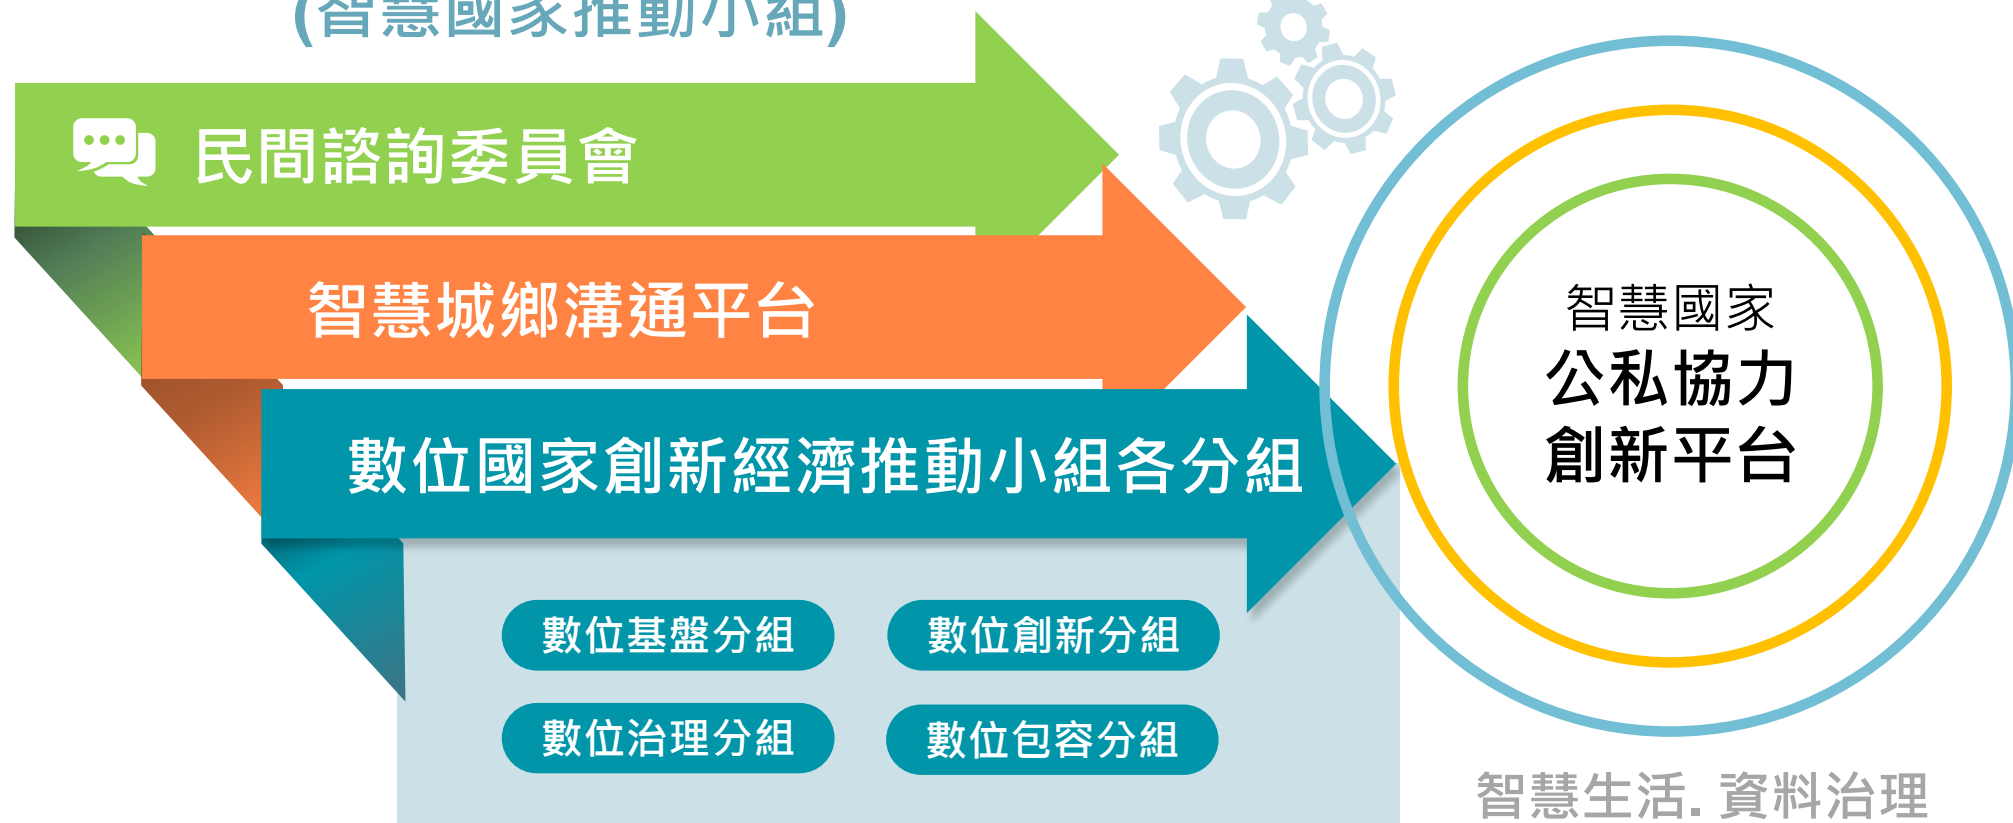 (智慧國家推動小組)
民間諮詢委員會
智慧城鄉溝通平台
數位國家創新經濟推動小組各分組
數位基盤分組
數位創新分組
數位治理分組
數位包容分組
智慧國家
公私協力
創新平台
智慧生活. 資料治理